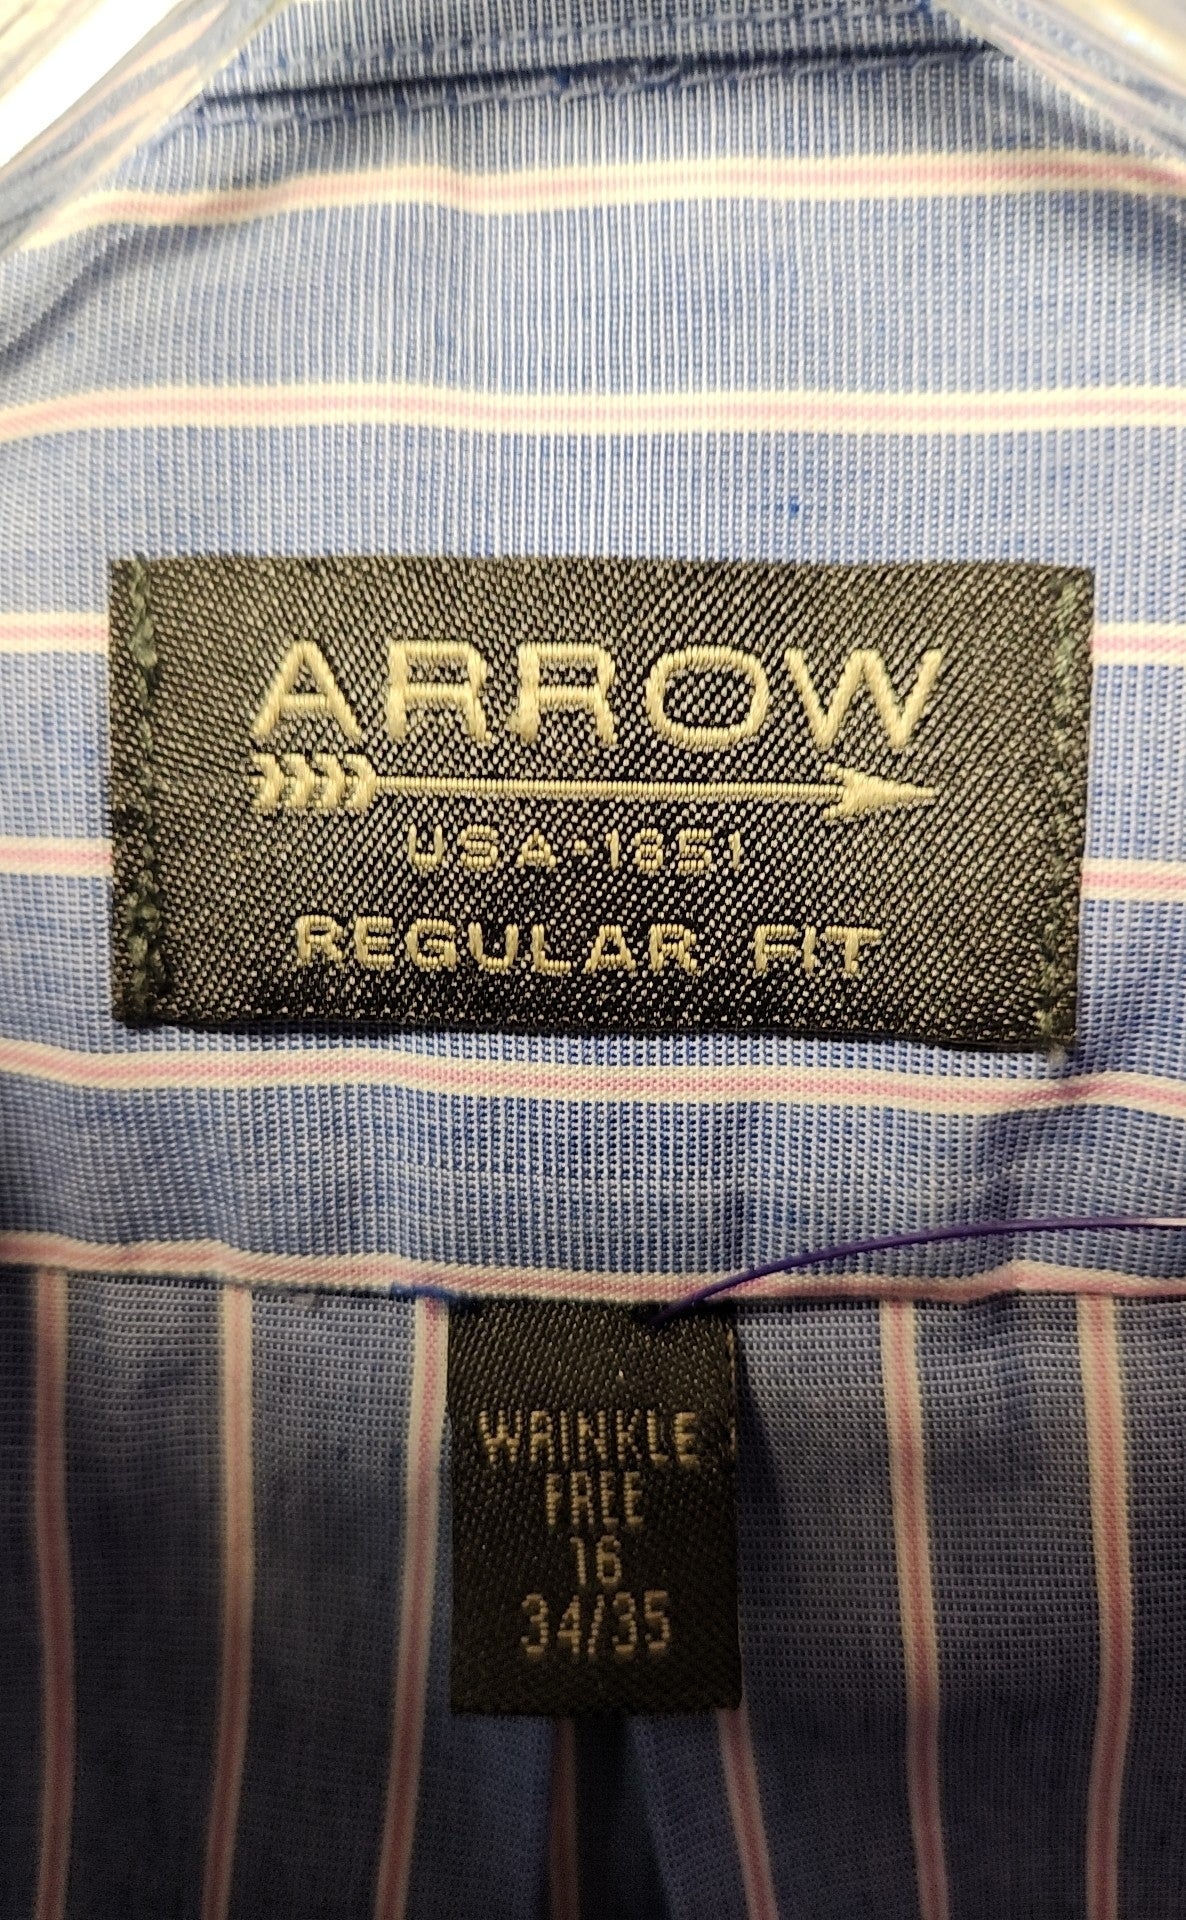 ARROW
USA·1851
REGULAR FIT
WRINKLE
FREE
16
34/35